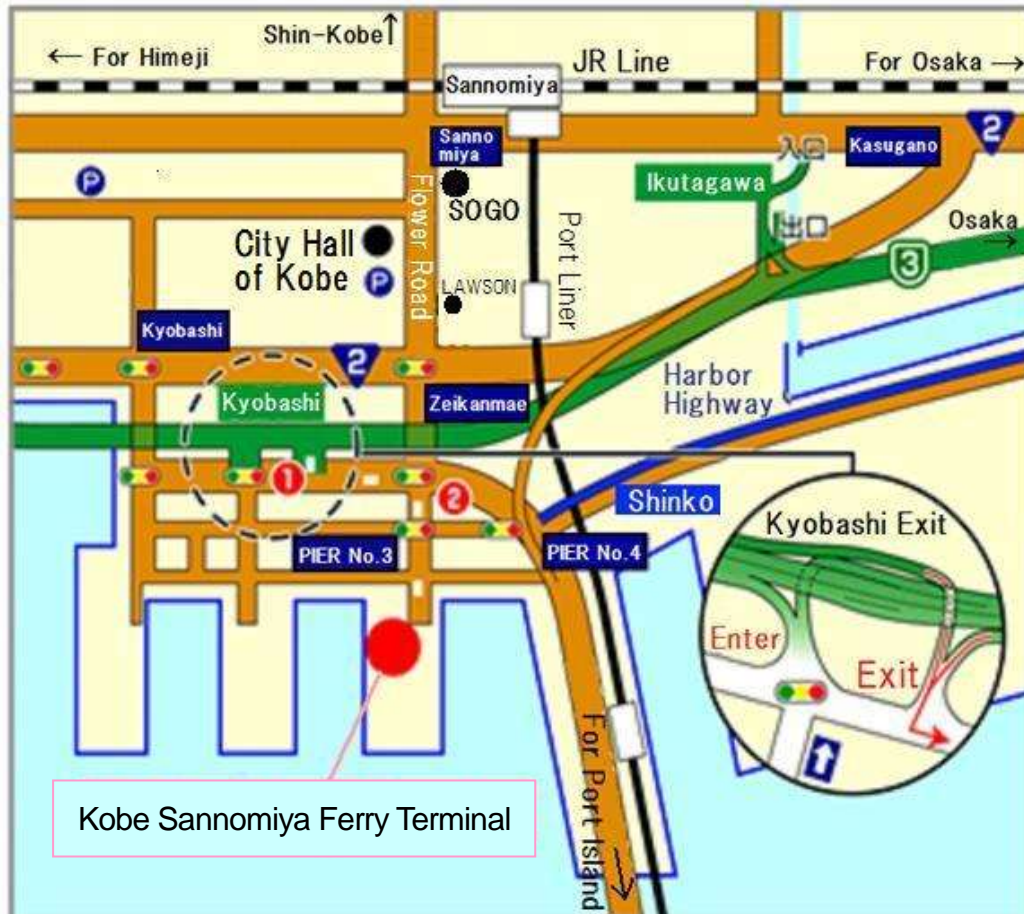 Shin-Kobe ↑
← For Himeji
JR Line
For Osaka →
Sannomiya
2
Sanno
miya
Kasugano
入口
P
Ikutagawa
SOGO
Flower Road
Port Liner
出口
Osaka
→
City Hall
of Kobe
P
3
LAWSON
Kyobashi
2
Harbor
Highway
Kyobashi
Zeikanmae
1
2
Shinko
Kyobashi Exit
PIER No.3
PIER No.4
Enter
Exit
For Port Island →
Kobe Sannomiya Ferry Terminal